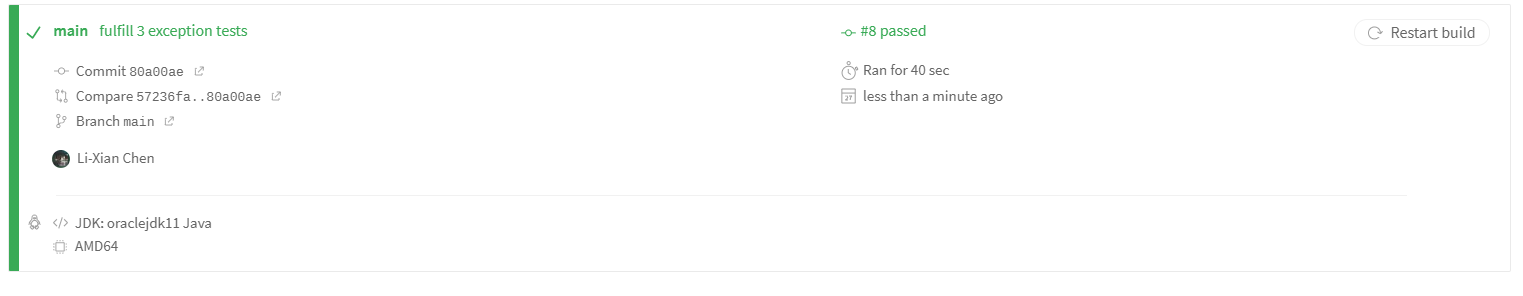 main fulfill 3 exception tests
#8 passed
Restart build
Commit 80a00ae
Ran for 40 sec
Compare 57236fa..80a00ae
less than a minute ago
Branch main
Li-Xian Chen
JDK: oraclejdk11 Java
AMD64